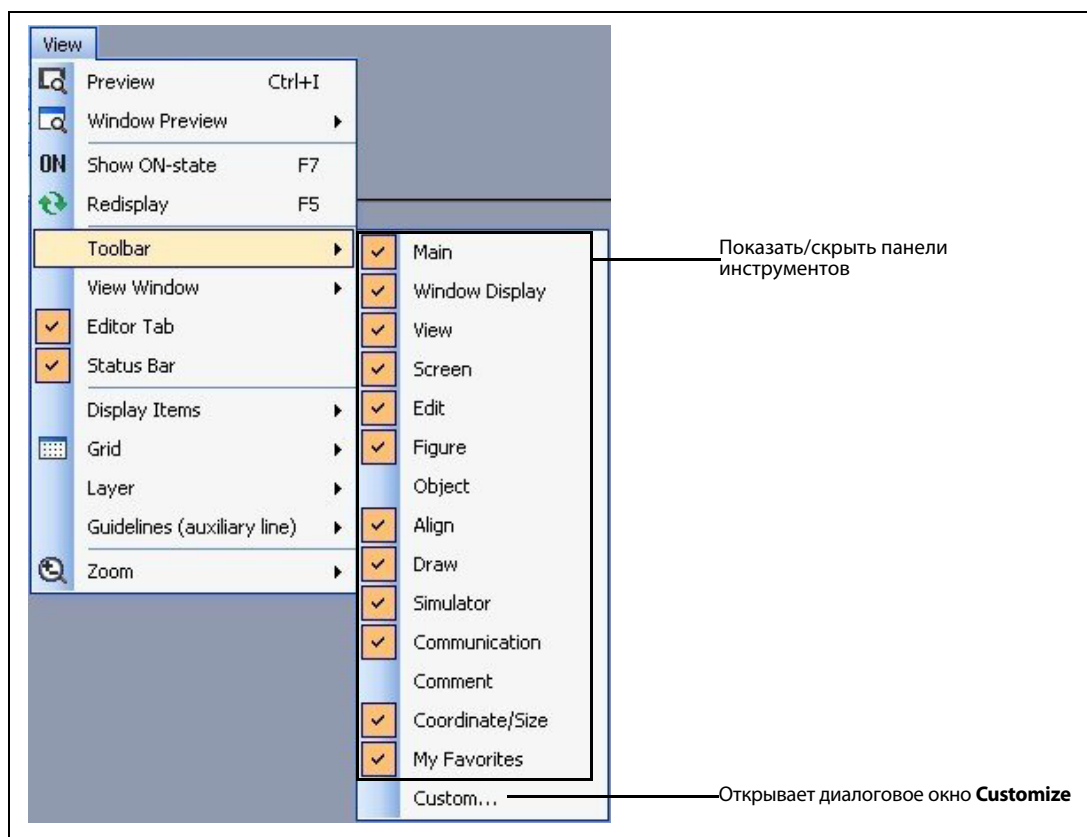 View
Preview Ctrl+I
Window Preview
ON Show ON-state F7
Redisplay F5
Toolbar
View Window
Editor Tab
Status Bar
Display Items
Grid
Layer
Guidelines (auxiliary line)
Zoom
Main
Window Display
View
Screen
Edit
Figure
Object
Align
Draw
Simulator
Communication
Comment
Coordinate/Size
My Favorites
Custom...
Показать/скрыть панели
инструментов
Открывает диалоговое окно Customize